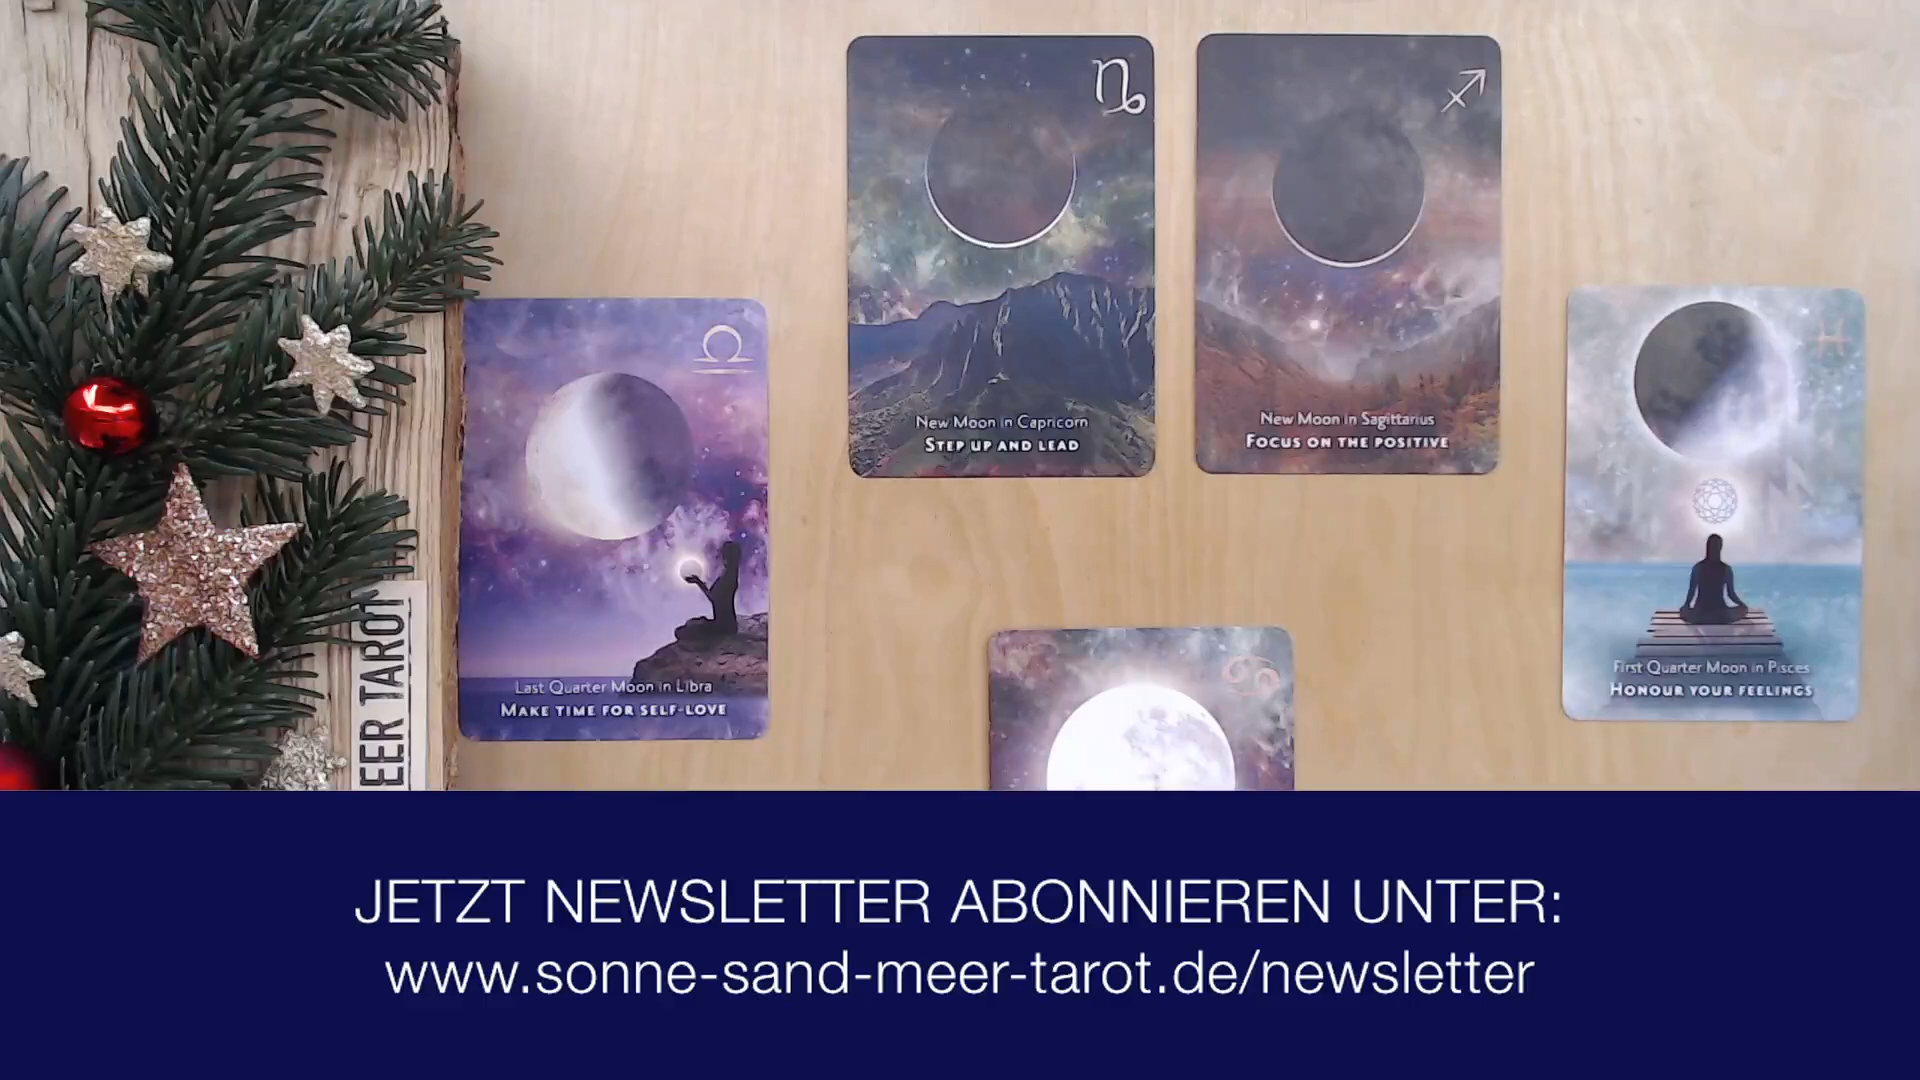 New Moon in Capricorn
STEP UP AND LEAD
New Moon in Sagittarius
FOCUS ON THE POSITIVE
Last Quarter Moon in Libra
MAKE TIME FOR SELF-LOVE
First Quarter Moon in Pisces
HONOUR YOUR FEELINGS
EER TAROT
JETZT NEWSLETTER ABONNIEREN UNTER:
www.sonne-sand-meer-tarot.de/newsletter